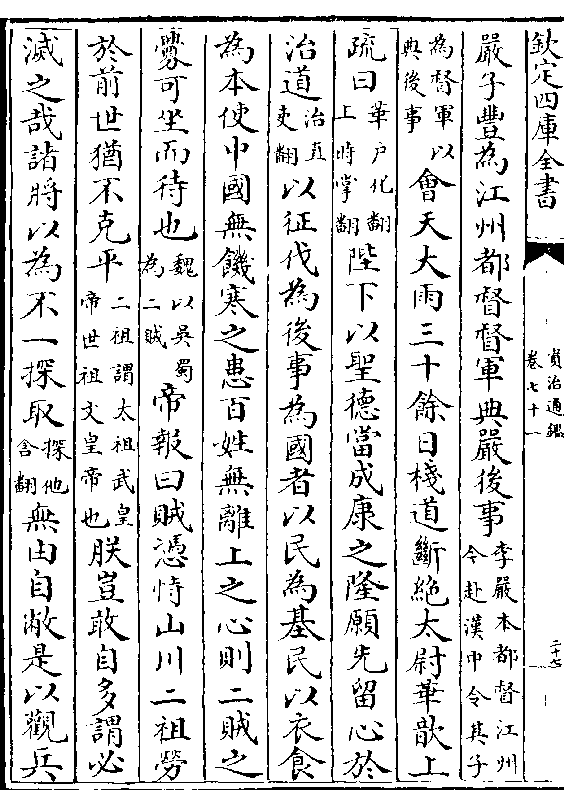 欽定四庫全書
資治通鑑
卷七十一
二十七
嚴子豐為江州都督督軍典嚴後事李嚴本都督江州今赴漢中令其子
為督軍以典後事會天大雨三十餘日棧道斷絶太尉華歆上
疏曰華户化翻上時掌翻陛下以聖德當成康之隆願先留心於
治道治直吏翻以征伐為後事為國者以民為基民以衣食
為本使中國無饑寒之患百姓無離上之心則二賊之
釁可坐而待也魏以吳蜀為二賊帝報曰賊憑恃山川二祖勞
於前世猶不克平二祖謂太祖武皇帝世祖文皇帝也朕豈敢自多謂必
滅之哉諸將以為不一探取探他含翻無由自敝是以觀兵